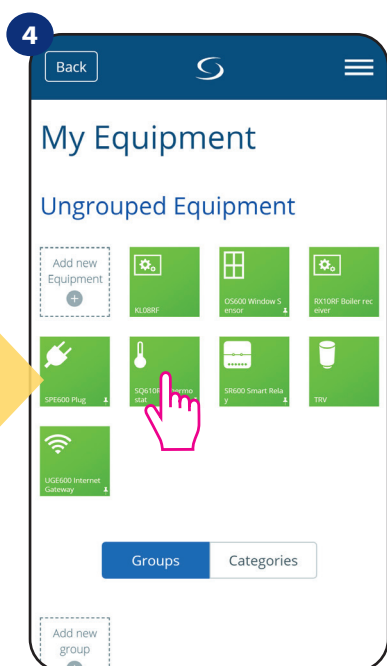 4
Back
My Equipment
Ungrouped Equipment
Add new
Equipment
KL08RF
OS600 Window S
ensor
RX10RF Boiler rec
eiver
SPE600 Plug
stat
SR600 Smart Rela
y
TRV
UGE600 Internet
Gateway
Groups
Categories
Add new
group